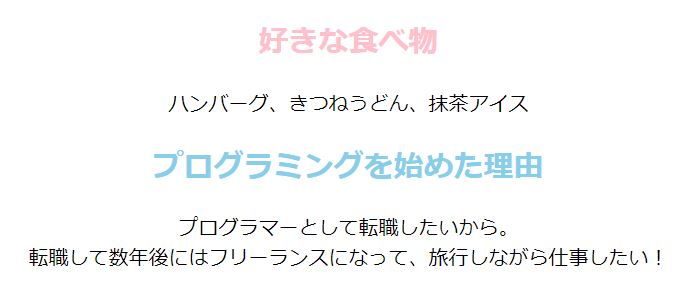 好きな食べ物
ハンバーグ、きつねうどん、抹茶アイス
プログラミングを始めた理由
プログラマーとして転職したいから。
転職して数年後にはフリーランスになって、旅行しながら仕事したい！